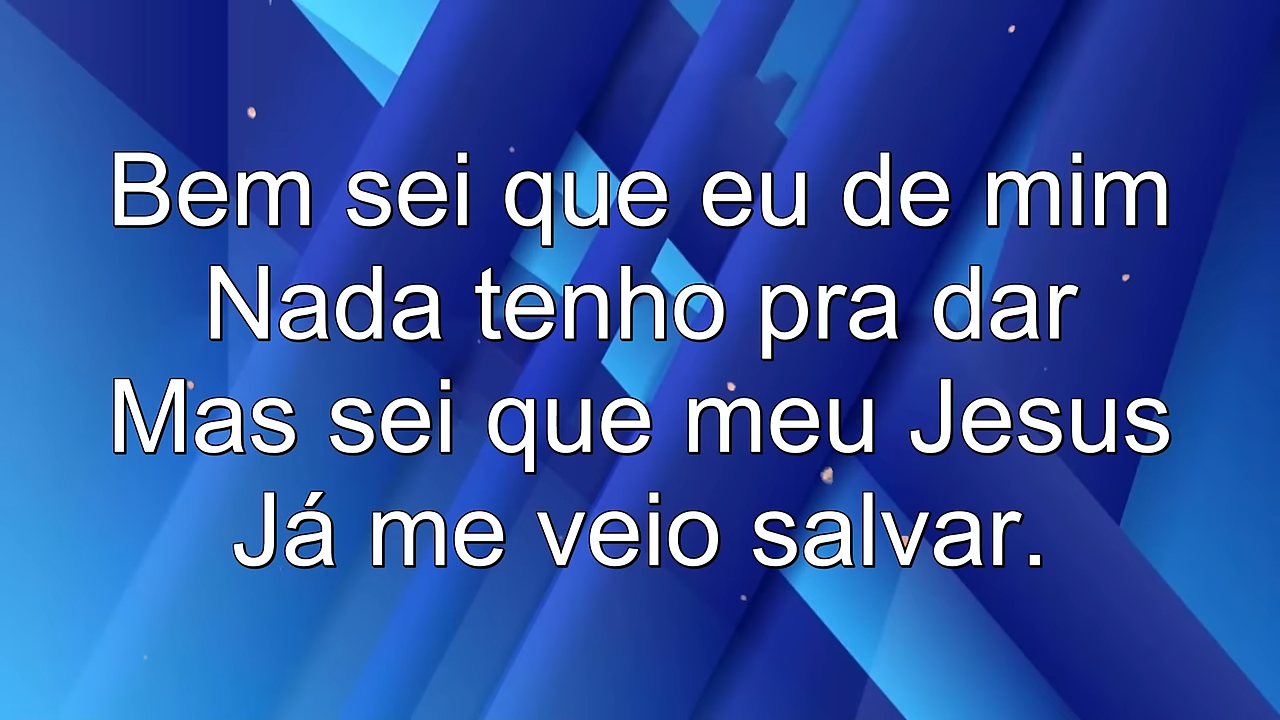 Bem sei que eu de mim
Nada tenho pra dar
Mas sei que meu Jesus
Já me veio salvar.